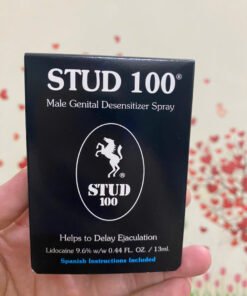 STUD 100®
Male Genital Desensitizer Spray
®
STUD
100
Helps to Delay Ejaculation
Lidocaine 9.6% w/w 0.44 FL. OZ. / 13ml.
Spanish Instructions Included